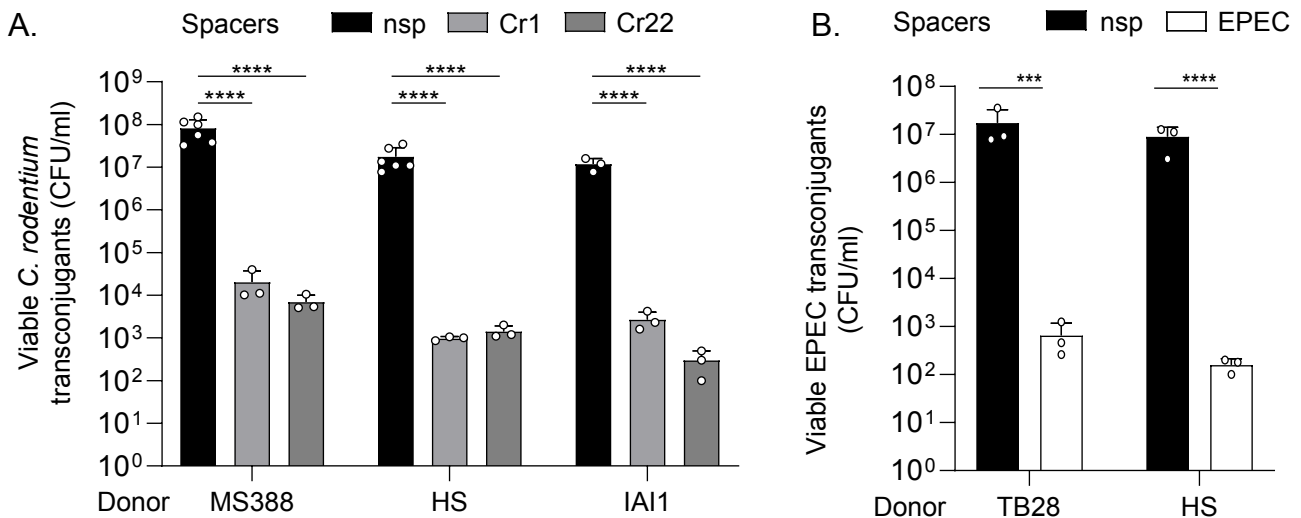 A.
Spacers nsp Cr1 Cr22
Viable C. rodentium
transconjugants (CFU/ml)
10⁹
10⁸
10⁷
10⁶
10⁵
10⁴
10³
10²
10¹
10⁰
**** **** ****
**** **** ****
Donor MS388 HS IAI1
B.
Spacers nsp EPEC
Viable EPEC transconjugants
(CFU/ml)
10⁸
10⁷
10⁶
10⁵
10⁴
10³
10²
10¹
10⁰
*** ****
Donor TB28 HS